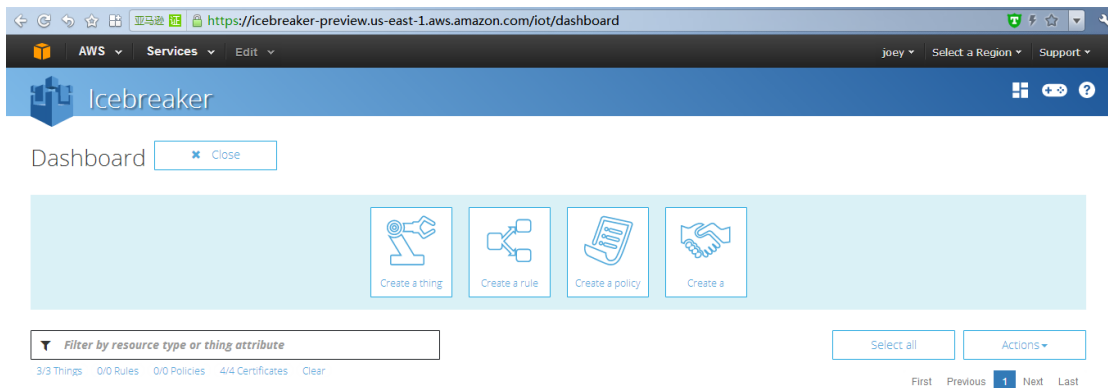 亚马逊 证 https://icebreaker-preview.us-east-1.aws.amazon.com/iot/dashboard
AWS Services Edit joey Select a Region Support
Icebreaker
Dashboard Close
Create a thing Create a rule Create a policy Create a
Filter by resource type or thing attribute Select all Actions
3/3 Things 0/0 Rules 0/0 Policies 4/4 Certificates Clear
First Previous 1 Next Last